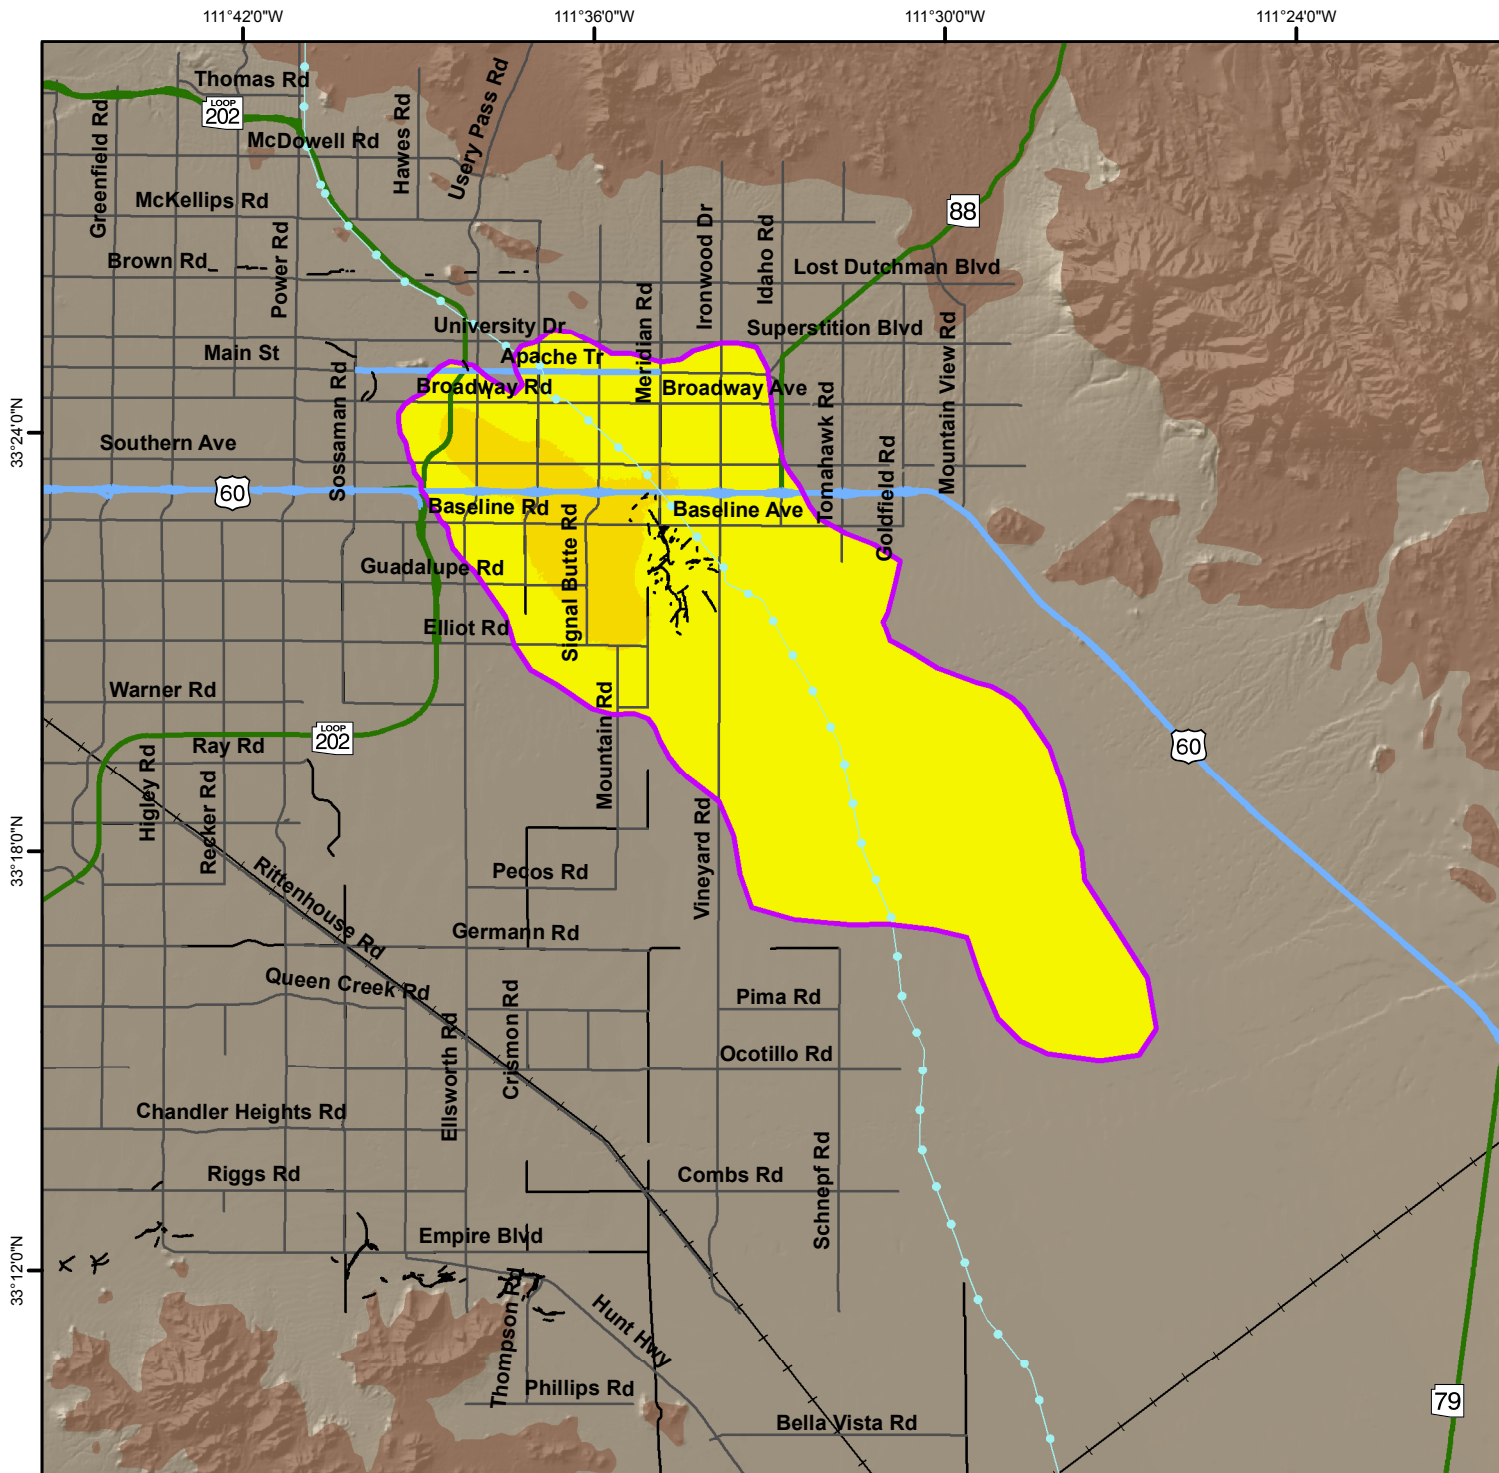 111°42'0"W
111°36'0"W
111°30'0"W
111°24'0"W
Thomas Rd
LOOP
202
McDowell Rd
Greenfield Rd
Hawes Rd
Usery Pass Rd
McKellips Rd
88
Power Rd
Ironwood Dr
Idaho Rd
Brown Rd
Lost Dutchman Blvd
Meridian Rd
University Dr
Superstition Blvd
Mountain View Rd
Main St
Apache Tr
Sossaman Rd
Broadway Rd
Broadway Ave
Tomahawk Rd
33°24'0"N
Southern Ave
Goldfield Rd
60
Baseline Rd
Baseline Ave
Signal Butte Rd
Guadalupe Rd
Elliot Rd
Warner Rd
Mountain Rd
LOOP
202
Ray Rd
60
Higley Rd
Recker Rd
Vineyard Rd
33°18'0"N
Rittenhouse Rd
Pecos Rd
Germann Rd
Queen Creek Rd
Crismon Rd
Pima Rd
Ellsworth Rd
Ocotillo Rd
Chandler Heights Rd
Schnepf Rd
Riggs Rd
Combs Rd
Empire Blvd
33°12'0"N
Thompson Rd
Hunt Hwy
Phillips Rd
79
Bella Vista Rd